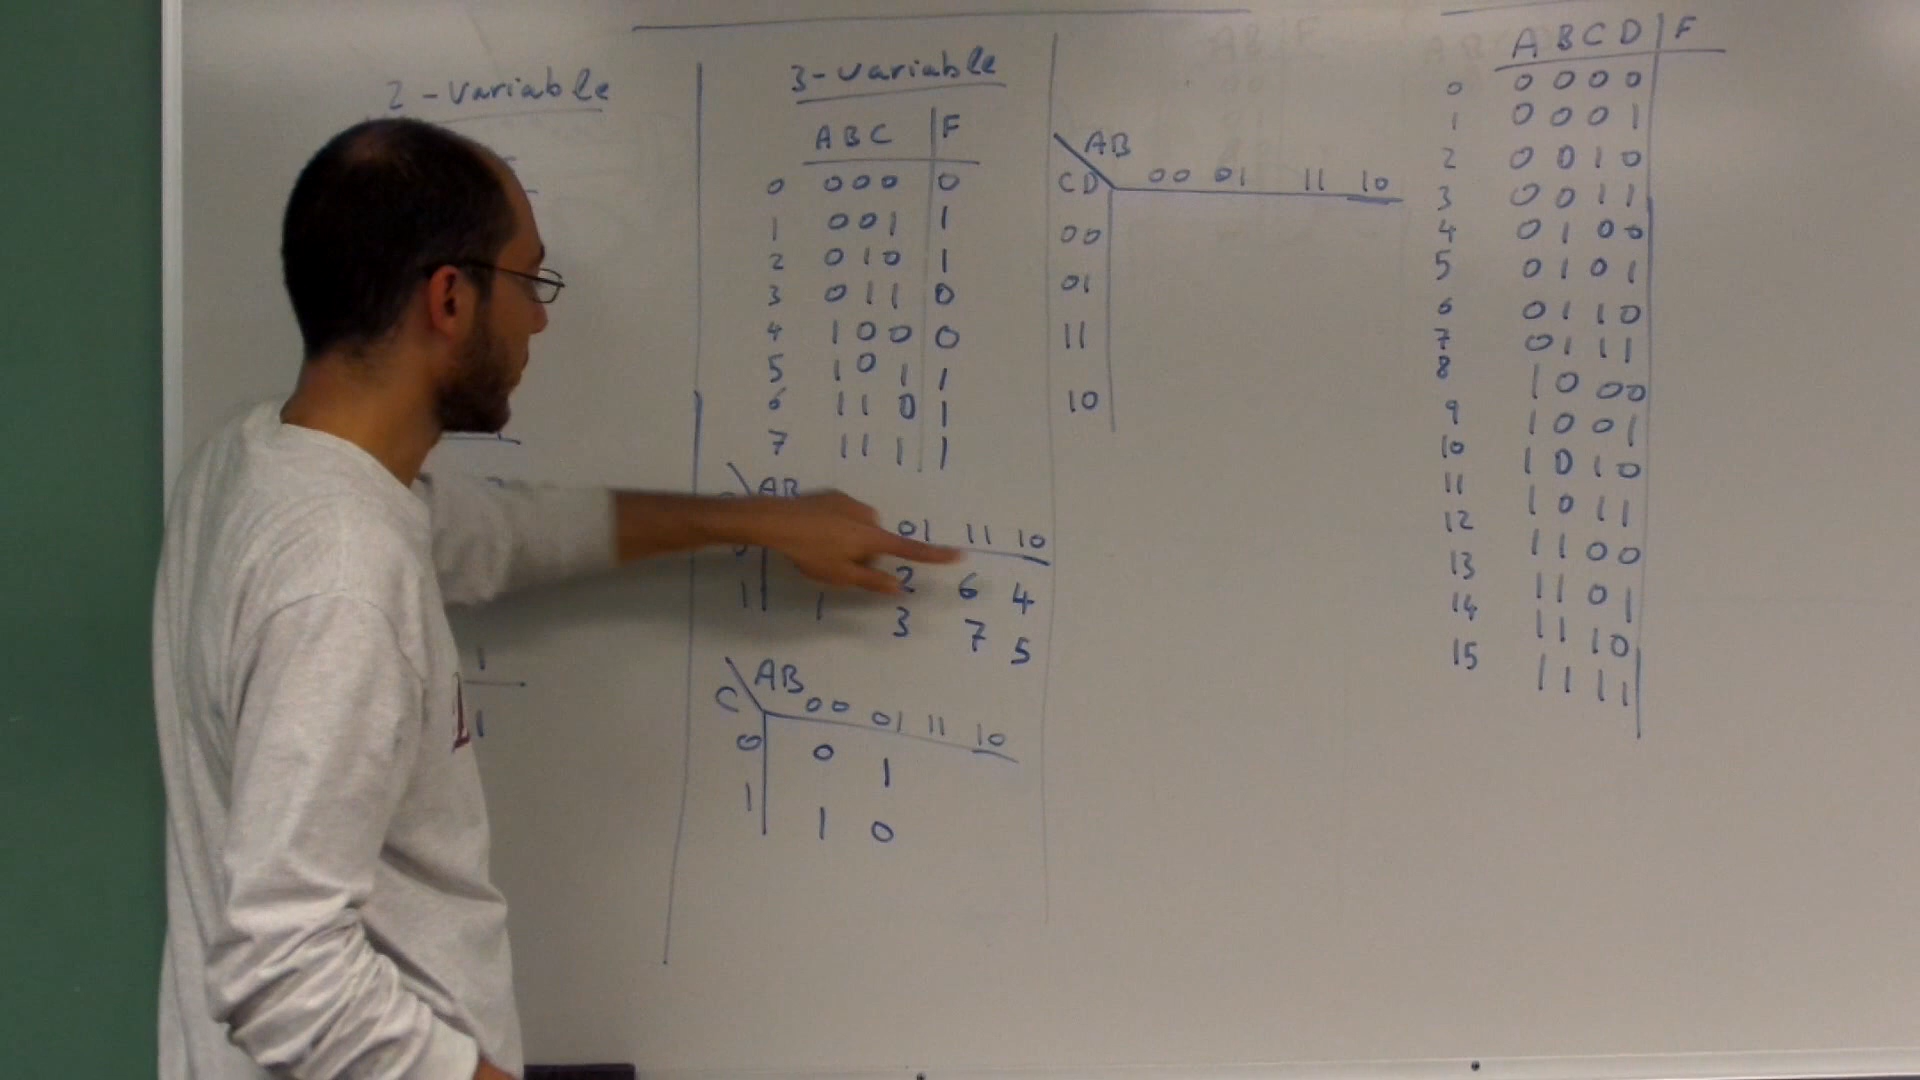 2-variable
3-variable
A B C | F
0 000 0
1 001 1
2 010 1
3 011 0
4 100 0
5 101 1
6 110 1
7 111 1
AB
01 11 10
0 2 6 4
1 1 3 7 5
AB
C 00 01 11 10
0 0 1
1 1 0
AB
CD 00 01 11 10
00
01
11
10
A B C D | F
0 0000
1 0001
2 0010
3 0011
4 0100
5 0101
6 0110
7 0111
8 1000
9 1001
10 1010
11 1011
12 1100
13 1101
14 1110
15 1111